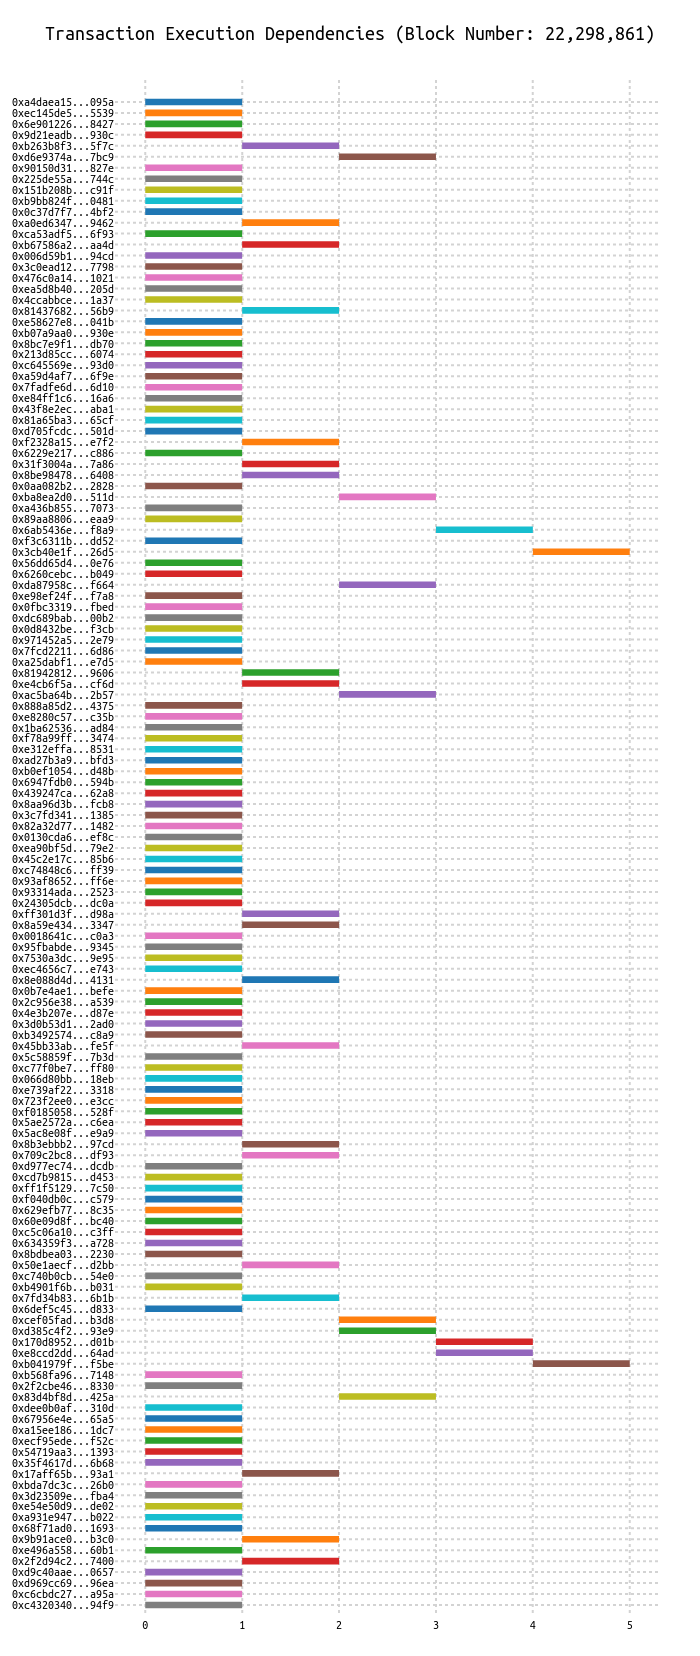 Transaction Execution Dependencies (Block Number: 22,298,861)
0xa4daea15...095a
0xec145de5...5539
0x6e901226...8427
0x9d21eadb...930c
0xb263b8f3...5f7c
0xd6e9374a...7bc9
0x90150d31...827e
0x225de55a...744c
0x151b208b...c91f
0xb9bb824f...0481
0x0c37d7f7...4bf2
0xa0ed6347...9462
0xca53adf5...6f93
0xb67586a2...aa4d
0x006d59b1...94cd
0x3c0ead12...7798
0x476c0a14...1021
0xea5d8b40...205d
0x4ccabbce...1a37
0x81437682...56b9
0xe58627e8...041b
0xb07a9aa0...930e
0x8bc7e9f1...db70
0x213d85cc...6074
0xc645569e...93d0
0xa59d4af7...6f9e
0x7fadfe6d...6d10
0xe84ff1c6...16a6
0x43f8e2ec...aba1
0x81a65ba3...65cf
0xd705fcdc...501d
0xf2328a15...e7f2
0x6229e217...c886
0x31f3004a...7a86
0x8be98478...6408
0x0aa082b2...2828
0xba8ea2d0...511d
0xa436b855...7073
0x89aa8806...eaa9
0x6ab5436e...f8a9
0xf3c6311b...dd52
0x3cb40e1f...26d5
0x56dd65d4...0e76
0x6260cebc...b049
0xda87958c...f664
0xe98ef24f...f7a8
0x0fbc3319...fbed
0xdc689bab...00b2
0x0d8432be...f3cb
0x971452a5...2e79
0x7fcd2211...6d86
0xa25dabf1...e7d5
0x81942812...9606
0xe4cb6f5a...cf6d
0xac5ba64b...2b57
0x888a85d2...4375
0xe8280c57...c35b
0x1ba62536...ad84
0xf78a99ff...3474
0xe312effa...8531
0xad27b3a9...bfd3
0xb0ef1054...d48b
0x6947fdb0...594b
0x439247ca...62a8
0x8aa96d3b...fcb8
0x3c7fd341...1385
0x82a32d77...1482
0x0130cda6...ef8c
0xea90bf5d...79e2
0x45c2e17c...85b6
0xc74848c6...ff39
0x93af8652...ff6e
0x93314ada...2523
0x24305dcb...dc0a
0xff301d3f...d98a
0x8a59e434...3347
0x0018641c...c0a3
0x95fbabde...9345
0x7530a3dc...9e95
0xec4656c7...e743
0x8e088d4d...4131
0x0b7e4ae1...befe
0x2c956e38...a539
0x4e3b207e...d87e
0x3d0b53d1...2ad0
0xb3492574...c8a9
0x45bb33ab...fe5f
0x5c58859f...7b3d
0xc77f0be7...ff80
0x066d80bb...18eb
0xe739af22...3318
0x723f2ee0...e3cc
0xf0185058...528f
0x5ae2572a...c6ea
0x5ac8e08f...e9a9
0x8b3ebbb2...97cd
0x709c2bc8...df93
0xd977ec74...dcdb
0xcd7b9815...d453
0xff1f5129...7c50
0xf040db0c...c579
0x629efb77...8c35
0x60e09d8f...bc40
0xc5c06a10...c3ff
0x634359f3...a728
0x8bdbea03...2230
0x50e1aecf...d2bb
0xc740b0cb...54e0
0xb4901f6b...b031
0x7fd34b83...6b1b
0x6def5c45...d833
0xcef05fad...b3d8
0xd385c4f2...93e9
0x170d8952...d01b
0xe8ccd2dd...64ad
0xb041979f...f5be
0xb568fa96...7148
0x2f2cbe46...8330
0x83d4bf8d...425a
0xdee0b0af...310d
0x67956e4e...65a5
0xa15ee186...1dc7
0xecf95ede...f52c
0x54719aa3...1393
0x35f4617d...6b68
0x17aff65b...93a1
0xbda7dc3c...26b0
0x3d23509e...fba4
0xe54e50d9...de02
0xa931e947...b022
0x68f71ad0...1693
0x9b91ace0...b3c0
0xe496a558...60b1
0x2f2d94c2...7400
0xd9c40aae...0657
0xd969cc69...96ea
0xc6cbdc27...a95a
0xc4320340...94f9
0 1 2 3 4 5